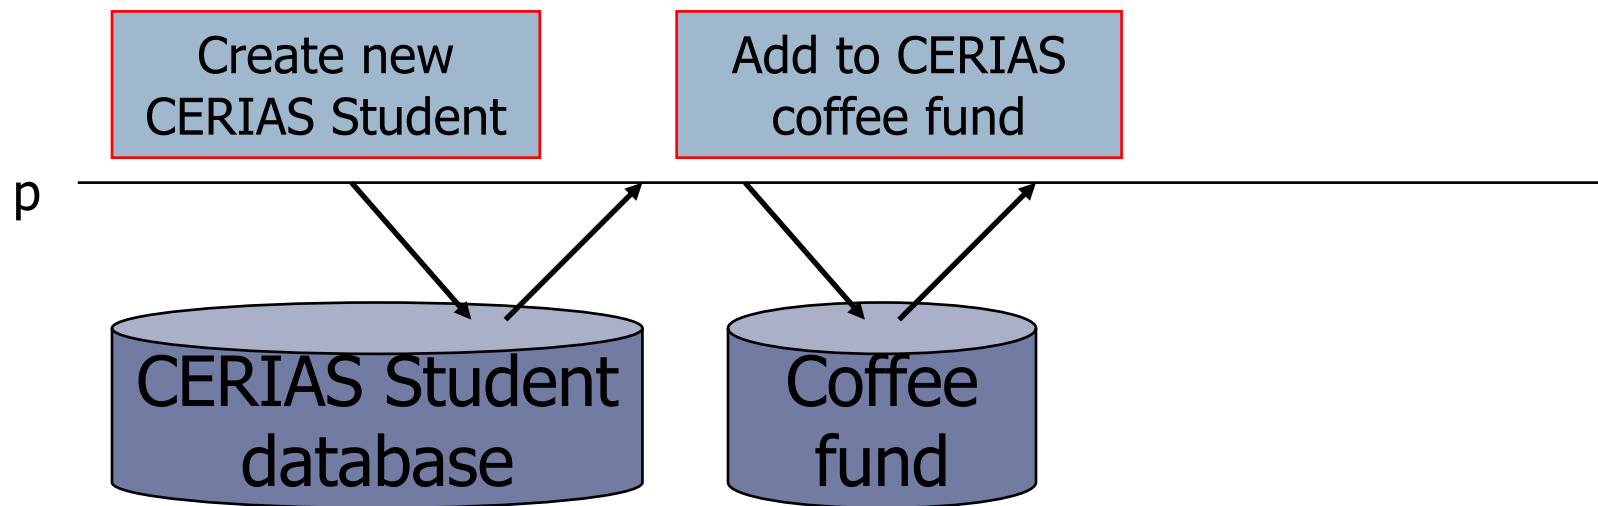 Create new
CERIAS Student
Add to CERIAS
coffee fund
p
CERIAS Student
database
Coffee
fund